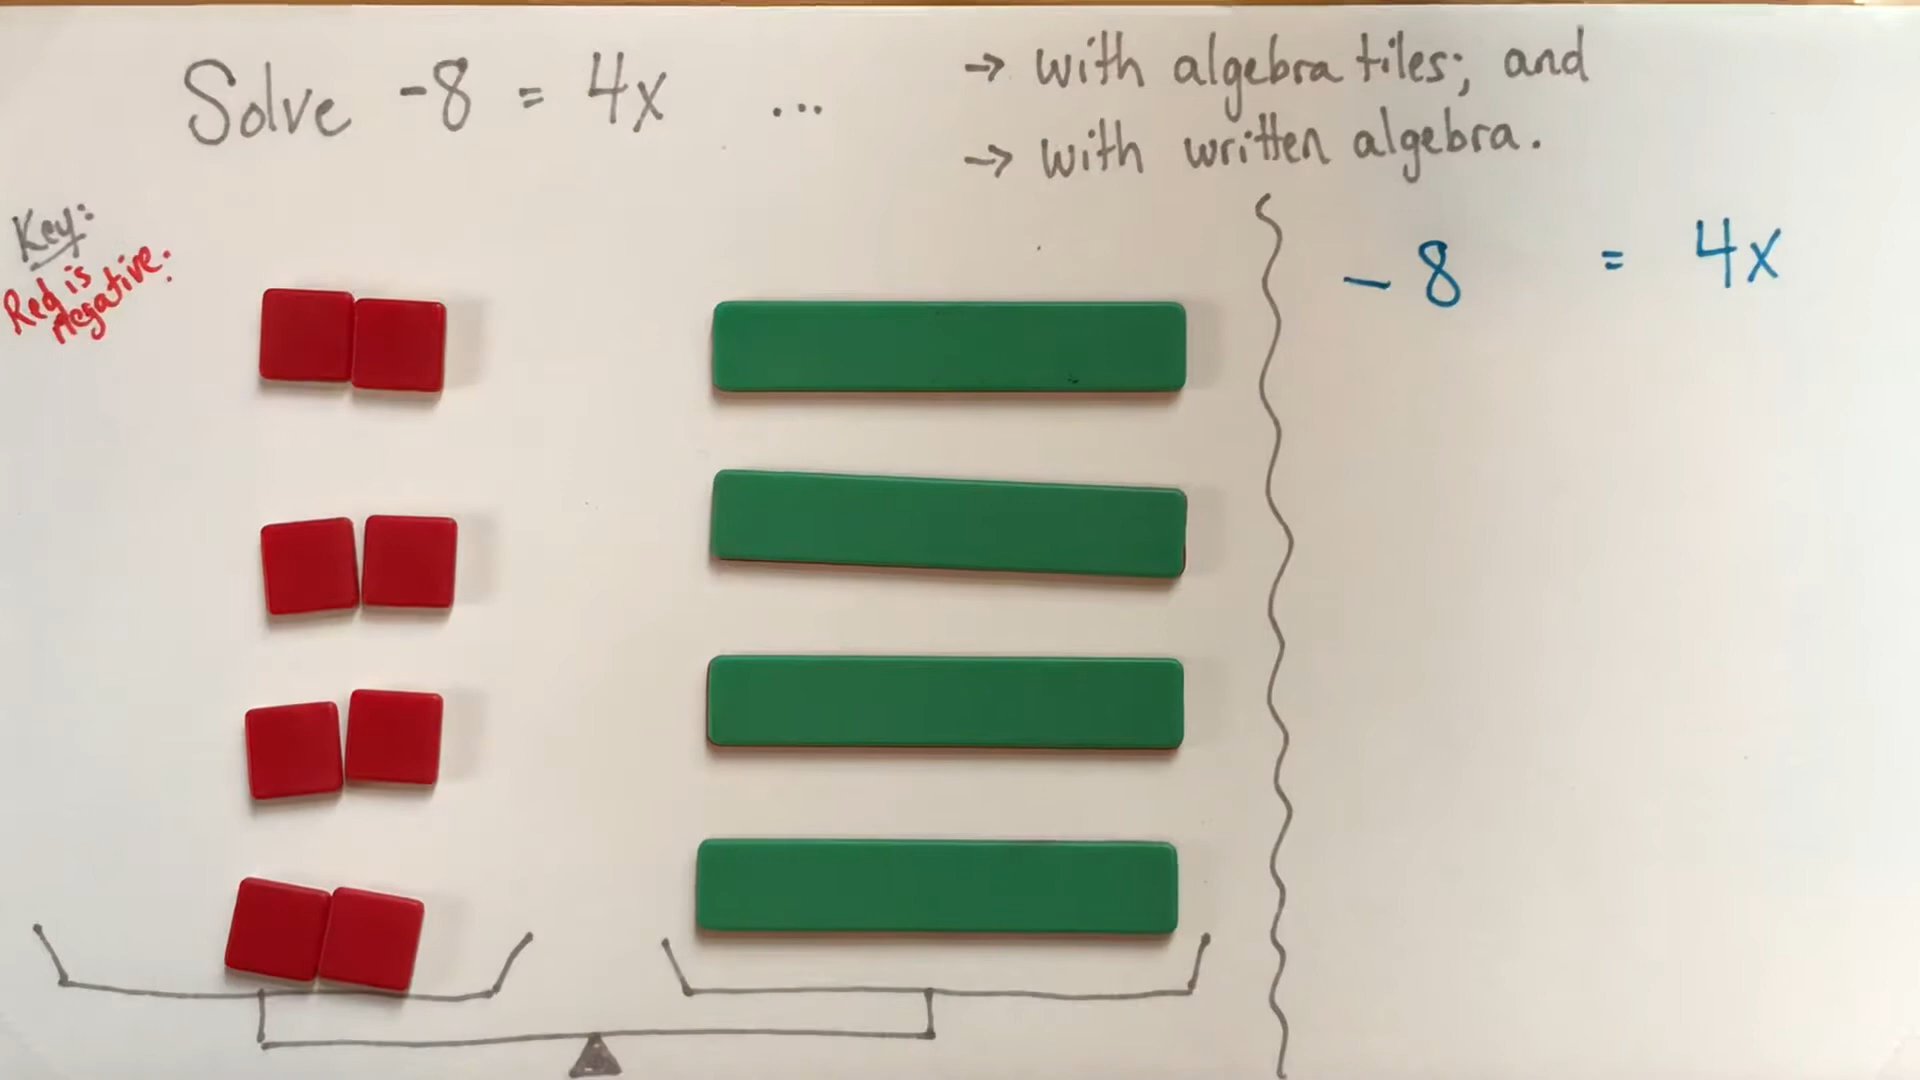 Solve -8 = 4x ...
→ with algebra tiles; and
→ with written algebra.
Key:
Red is
negative.
-8 = 4x